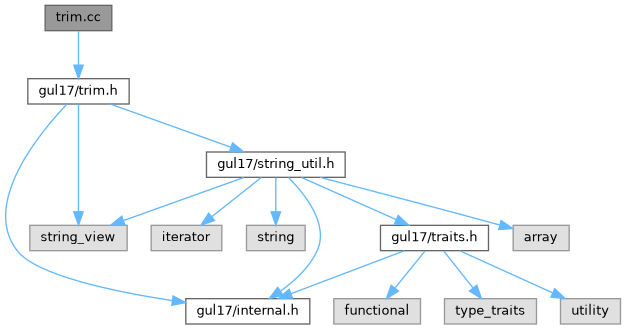 trim.cc
gul17/trim.h
gul17/string_util.h
string_view
iterator
string
gul17/traits.h
array
gul17/internal.h
functional
type_traits
utility